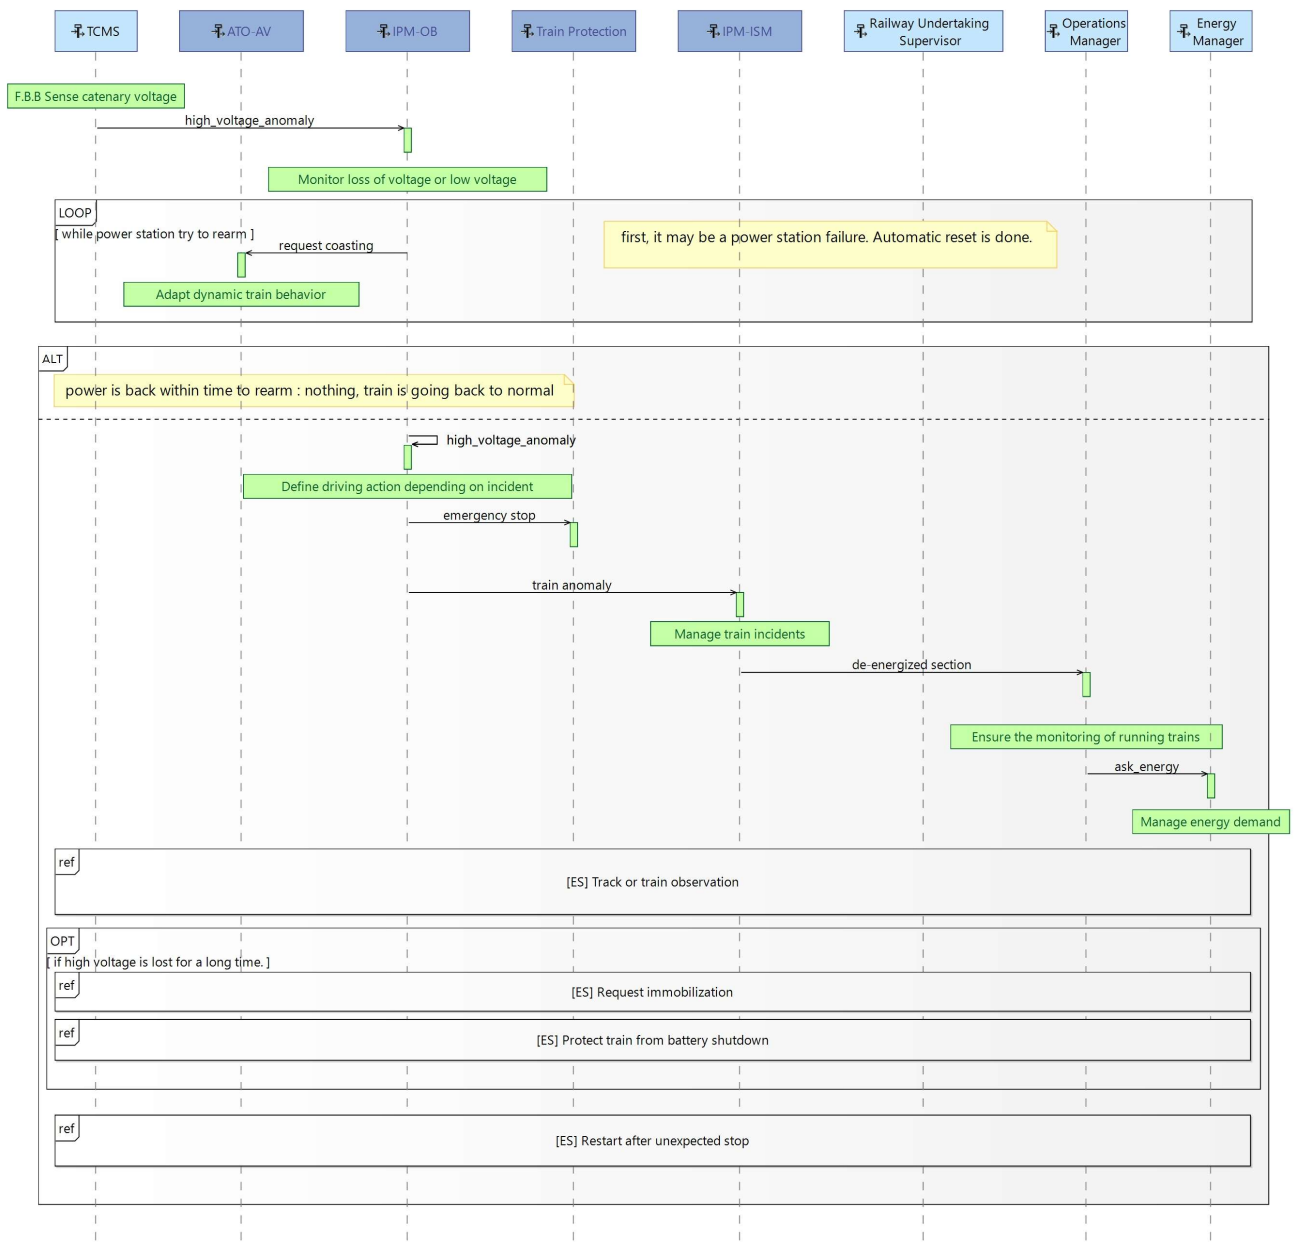 TCMS
ATO-AV
IPM-OB
Train Protection
IPM-ISM
Railway Undertaking
Supervisor
Operations
Manager
Energy
Manager
F.B.B Sense catenary voltage
high_voltage_anomaly
Monitor loss of voltage or low voltage
LOOP
[ while power station try to rearm ]
first, it may be a power station failure. Automatic reset is done.
request coasting
Adapt dynamic train behavior
ALT
power is back within time to rearm : nothing, train is going back to normal
high_voltage_anomaly
Define driving action depending on incident
emergency stop
train anomaly
Manage train incidents
de-energized section
Ensure the monitoring of running trains
ask_energy
Manage energy demand
ref
[ES] Track or train observation
OPT
[ if high voltage is lost for a long time. ]
ref
[ES] Request immobilization
ref
[ES] Protect train from battery shutdown
ref
[ES] Restart after unexpected stop